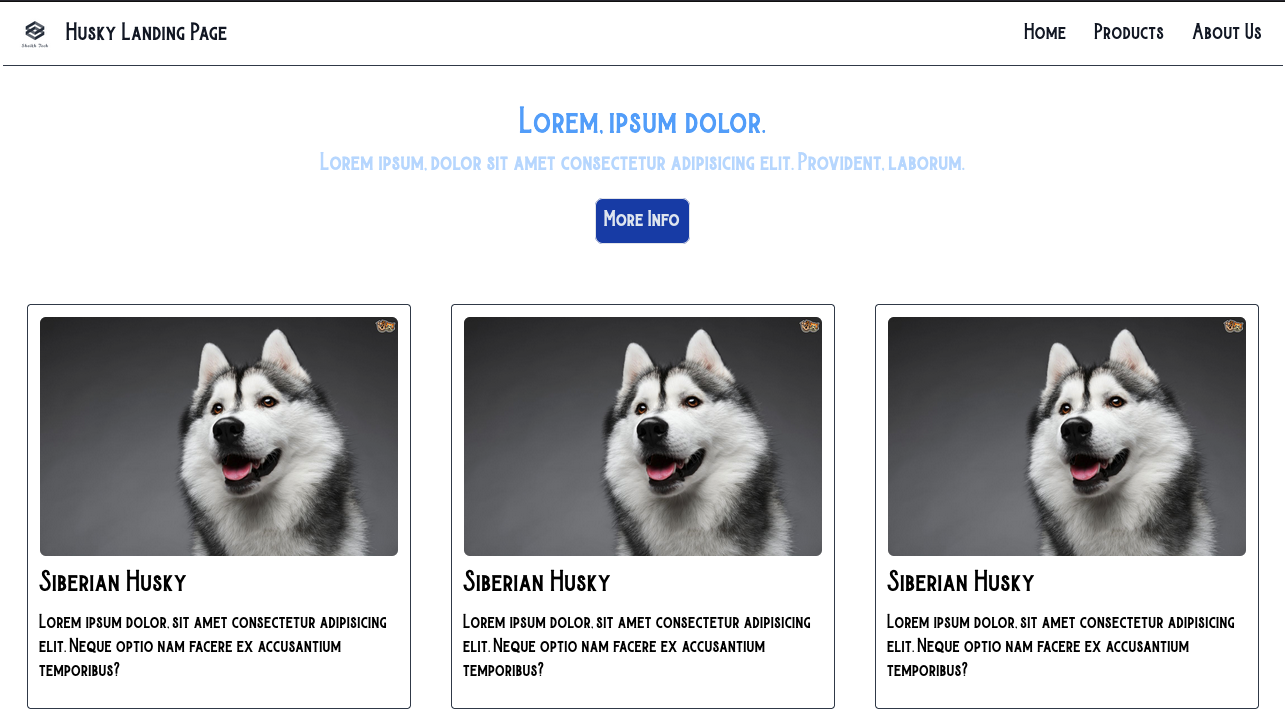 Husky Landing Page
Home Products About Us
Lorem, ipsum dolor.
Lorem ipsum, dolor sit amet consectetur adipisicing elit. Provident, laborum.
More Info
Siberian Husky
Lorem ipsum dolor, sit amet consectetur adipisicing
elit. Neque optio nam facere ex accusantium
temporibus?
Siberian Husky
Lorem ipsum dolor, sit amet consectetur adipisicing
elit. Neque optio nam facere ex accusantium
temporibus?
Siberian Husky
Lorem ipsum dolor, sit amet consectetur adipisicing
elit. Neque optio nam facere ex accusantium
temporibus?